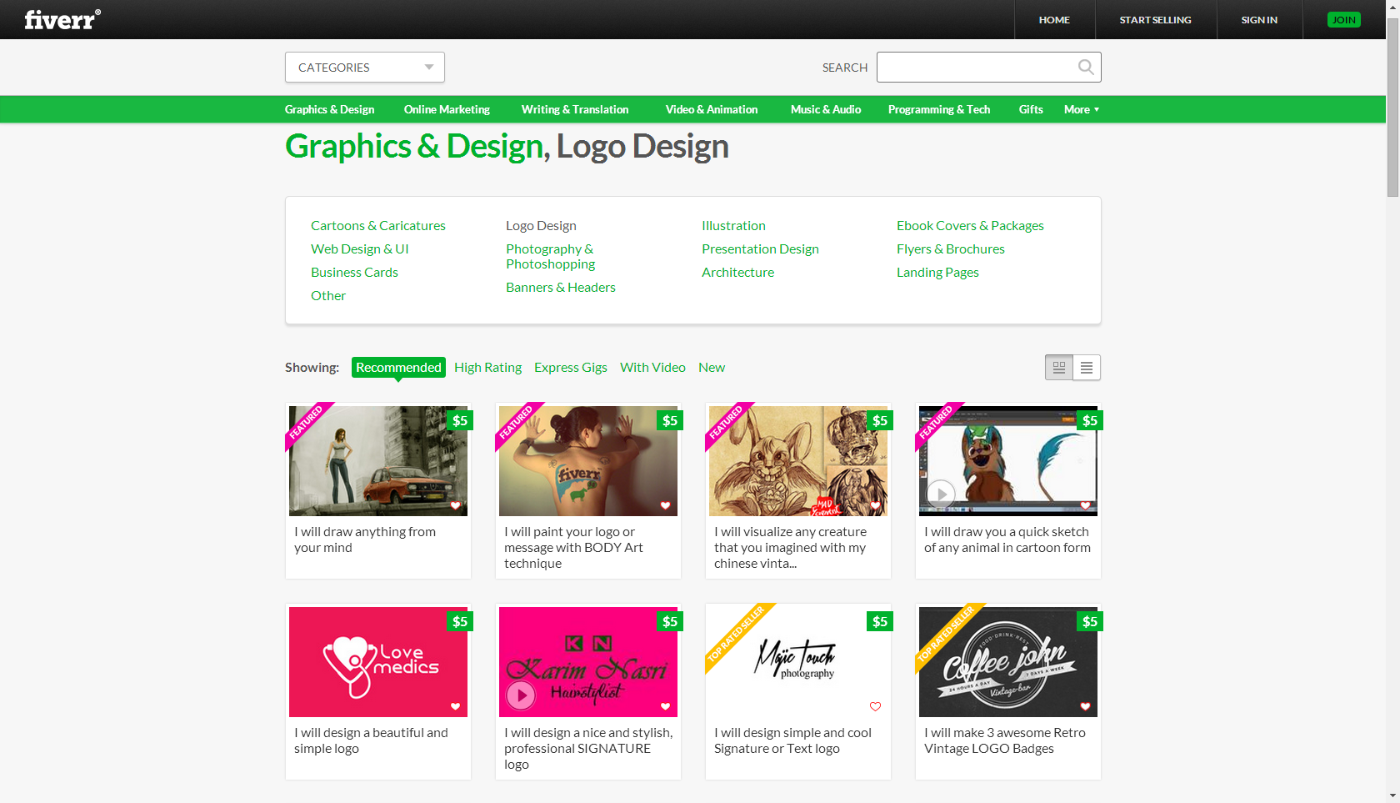 fiverr®
HOME
START SELLING
SIGN IN
JOIN
CATEGORIES
SEARCH
Graphics & Design
Online Marketing
Writing & Translation
Video & Animation
Music & Audio
Programming & Tech
Gifts
More
Graphics & Design, Logo Design
Cartoons & Caricatures
Web Design & UI
Business Cards
Other
Logo Design
Photography &
Photoshopping
Banners & Headers
Illustration
Presentation Design
Architecture
Ebook Covers & Packages
Flyers & Brochures
Landing Pages
Showing:
Recommended
High Rating
Express Gigs
With Video
New
FEATURED
$5
I will draw anything from
your mind
FEATURED
$5
fiverr
I will paint your logo or
message with BODY Art
technique
FEATURED
$5
MAD
I will visualize any creature
that you imagined with my
chinese vinta...
FEATURED
$5
I will draw you a quick sketch
of any animal in cartoon form
$5
Love
medics
I will design a beautiful and
simple logo
$5
K N
Karim Nasri
Hairstylist
I will design a nice and stylish,
professional SIGNATURE
logo
TOP RATED SELLER
$5
Majic Touch
photography
I will design simple and cool
Signature or Text logo
TOP RATED SELLER
$5
Coffee john
24 HOURS A DAY
7 DAYS A WEEK
Vintage bar
I will make 3 awesome Retro
Vintage LOGO Badges